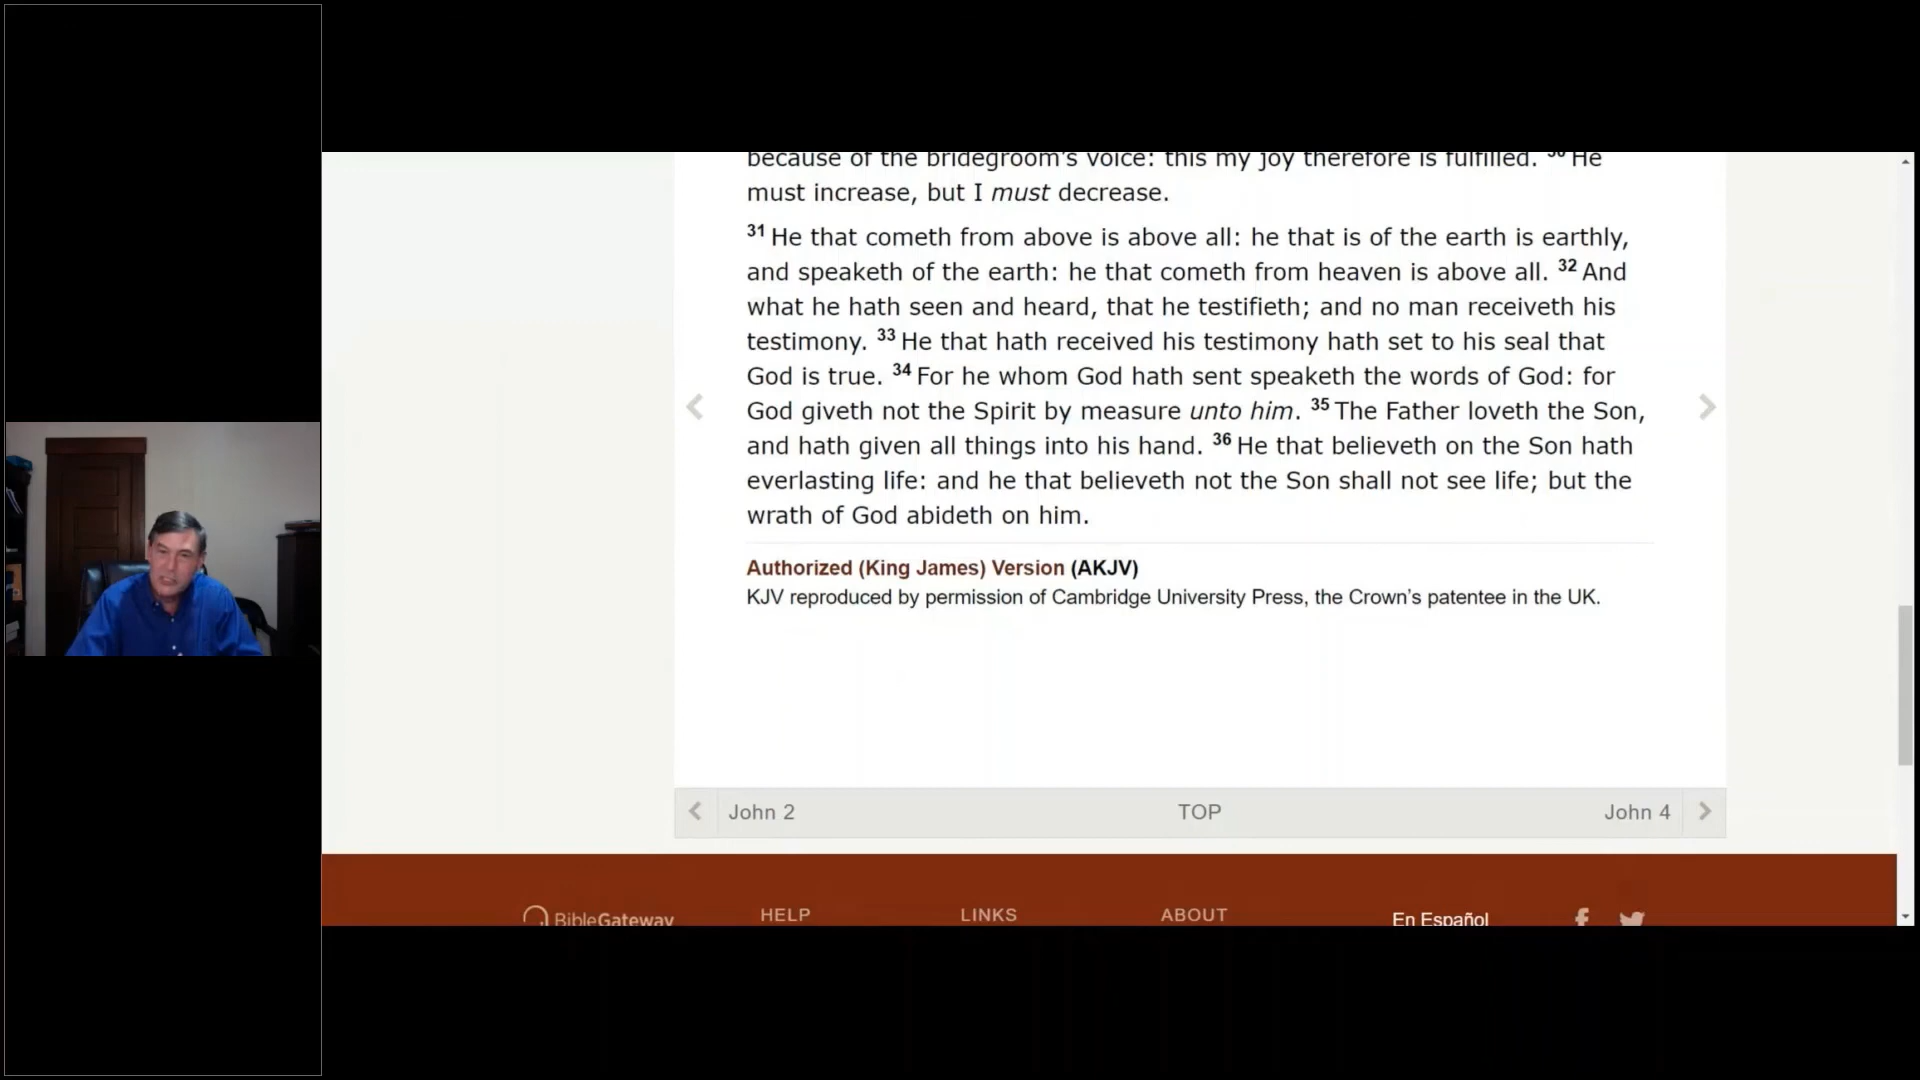 because of the bridegroom's voice: this my joy therefore is fulfilled. 30 He
must increase, but I must decrease.
31 He that cometh from above is above all: he that is of the earth is earthly,
and speaketh of the earth: he that cometh from heaven is above all. 32 And
what he hath seen and heard, that he testifieth; and no man receiveth his
testimony. 33 He that hath received his testimony hath set to his seal that
God is true. 34 For he whom God hath sent speaketh the words of God: for
God giveth not the Spirit by measure unto him. 35 The Father loveth the Son,
and hath given all things into his hand. 36 He that believeth on the Son hath
everlasting life: and he that believeth not the Son shall not see life; but the
wrath of God abideth on him.
Authorized (King James) Version (AKJV)
KJV reproduced by permission of Cambridge University Press, the Crown's patentee in the UK.
John 2 TOP John 4
BibleGateway HELP LINKS ABOUT En Español